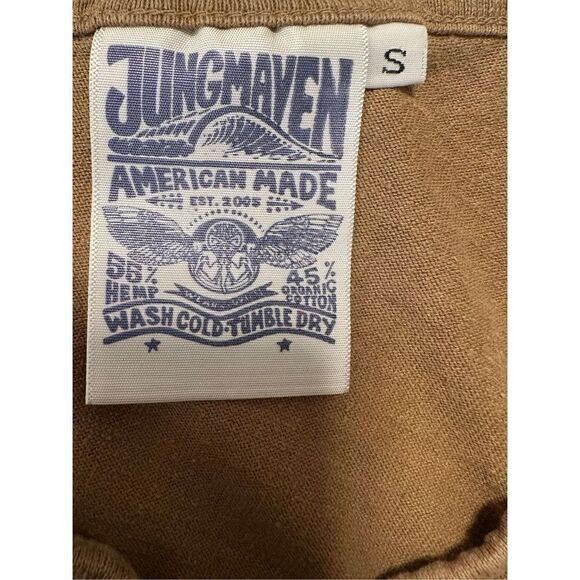 JUNGMAVEN
S
AMERICAN MADE
EST. 2005
55% HEMP
45% ORGANIC COTTON
WASH COLD·TUMBLE DRY